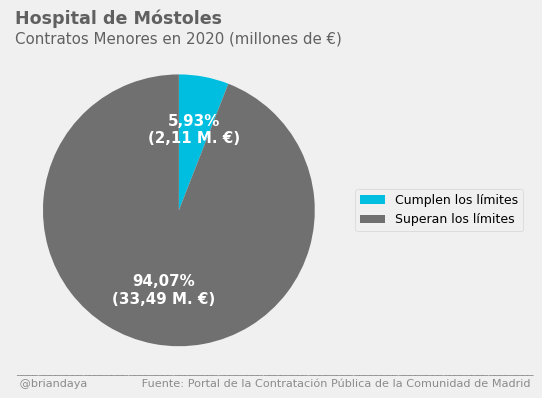 Hospital de Móstoles
Contratos Menores en 2020 (millones de €)
5,93%
(2,11 M. €)
Cumplen los límites
Superan los límites
94,07%
(33,49 M. €)
@briandaya
Fuente: Portal de la Contratación Pública de la Comunidad de Madrid